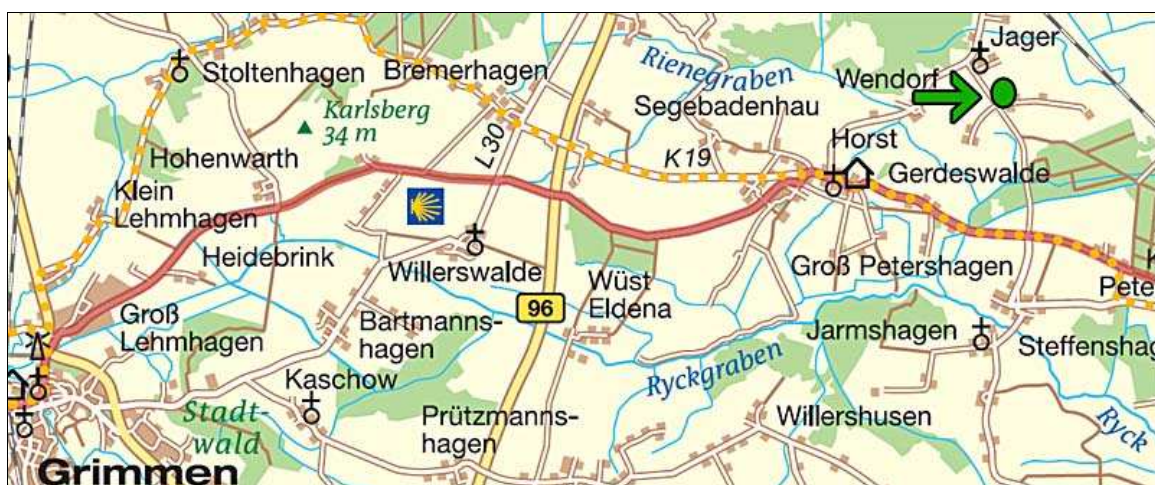 Jager
Rienegraben
Stoltenhagen
Bremerhagen
Wendorf
Karlsberg
34 m
Segebadenhau
L30
K19
Horst
Hohenwarth
Gerdeswalde
Klein
Lehmhagen
Heidebrink
Willerswalde
Wüst
Eldena
Groß Petershagen
Pete
K
96
Groß
Lehmhagen
Bartmanns-
hagen
Jarmshagen
Steffenshag
Ryckgraben
Kaschow
Stadt-
wald
Prützmanns-
hagen
Willershusen
Ryck
Grimmen